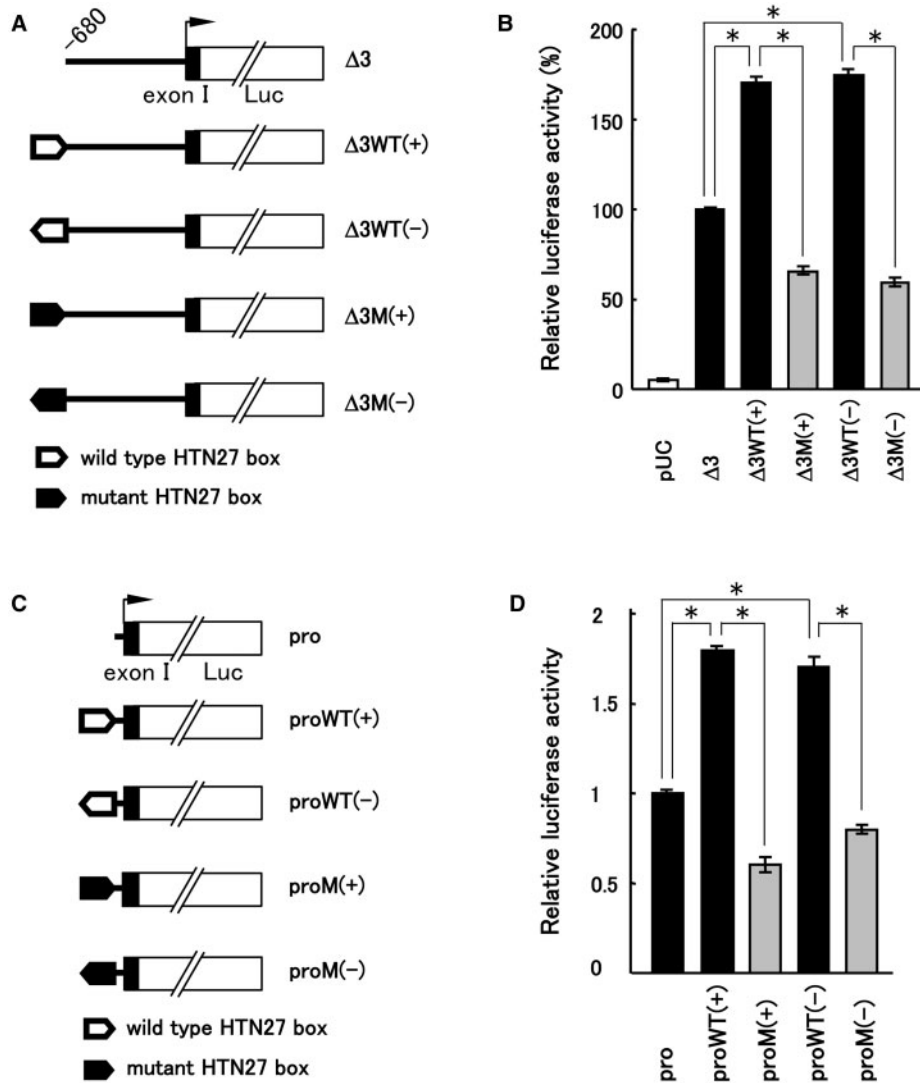 A
−680
exon I
Luc
Δ3
Δ3WT(+)
Δ3WT(−)
Δ3M(+)
Δ3M(−)
wild type HTN27 box
mutant HTN27 box
B
Relative luciferase activity (%)
200
150
100
50
0
* * * *
pUC
Δ3
Δ3WT(+)
Δ3M(+)
Δ3WT(−)
Δ3M(−)
C
exon I
Luc
pro
proWT(+)
proWT(−)
proM(+)
proM(−)
wild type HTN27 box
mutant HTN27 box
D
Relative luciferase activity
2
1.5
1
0.5
0
* * * *
pro
proWT(+)
proM(+)
proWT(−)
proM(−)